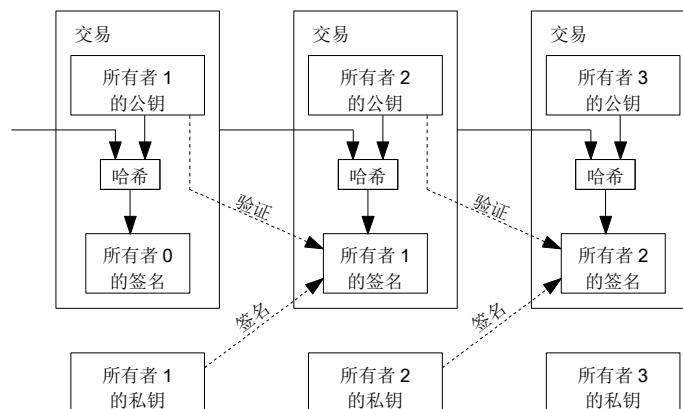 交易
所有者 1
的公钥
哈希
所有者 0
的签名
交易
所有者 2
的公钥
哈希
所有者 1
的签名
交易
所有者 3
的公钥
哈希
所有者 2
的签名
验证
验证
签名
签名
所有者 1
的私钥
所有者 2
的私钥
所有者 3
的私钥